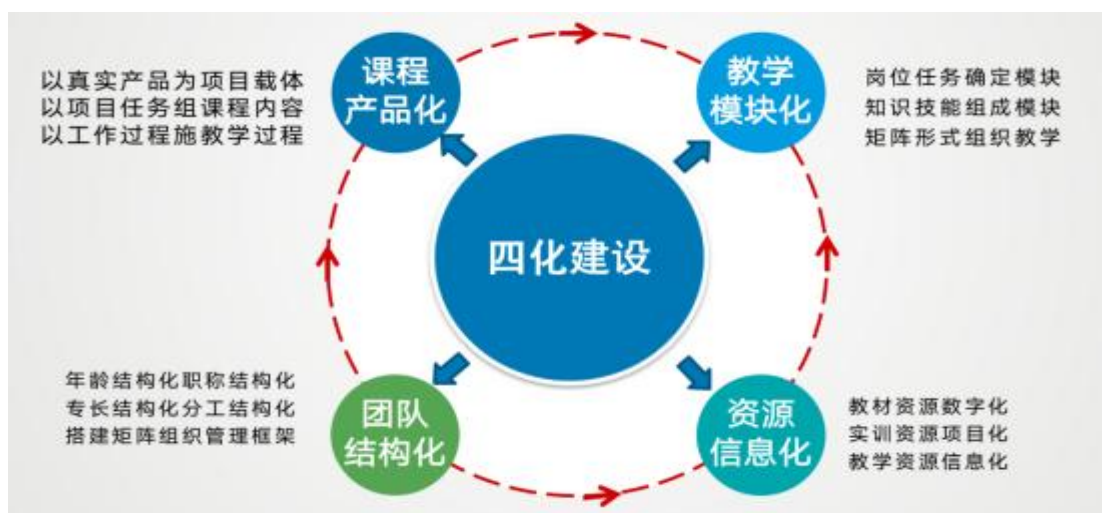 以真实产品为项目载体
以项目任务组课程内容
以工作过程施教学过程
课程
产品化
教学
模块化
岗位任务确定模块
知识技能组成模块
矩阵形式组织教学
四化建设
年龄结构化职称结构化
专长结构化分工结构化
搭建矩阵组织管理框架
团队
结构化
资源
信息化
教材资源数字化
实训资源项目化
教学资源信息化